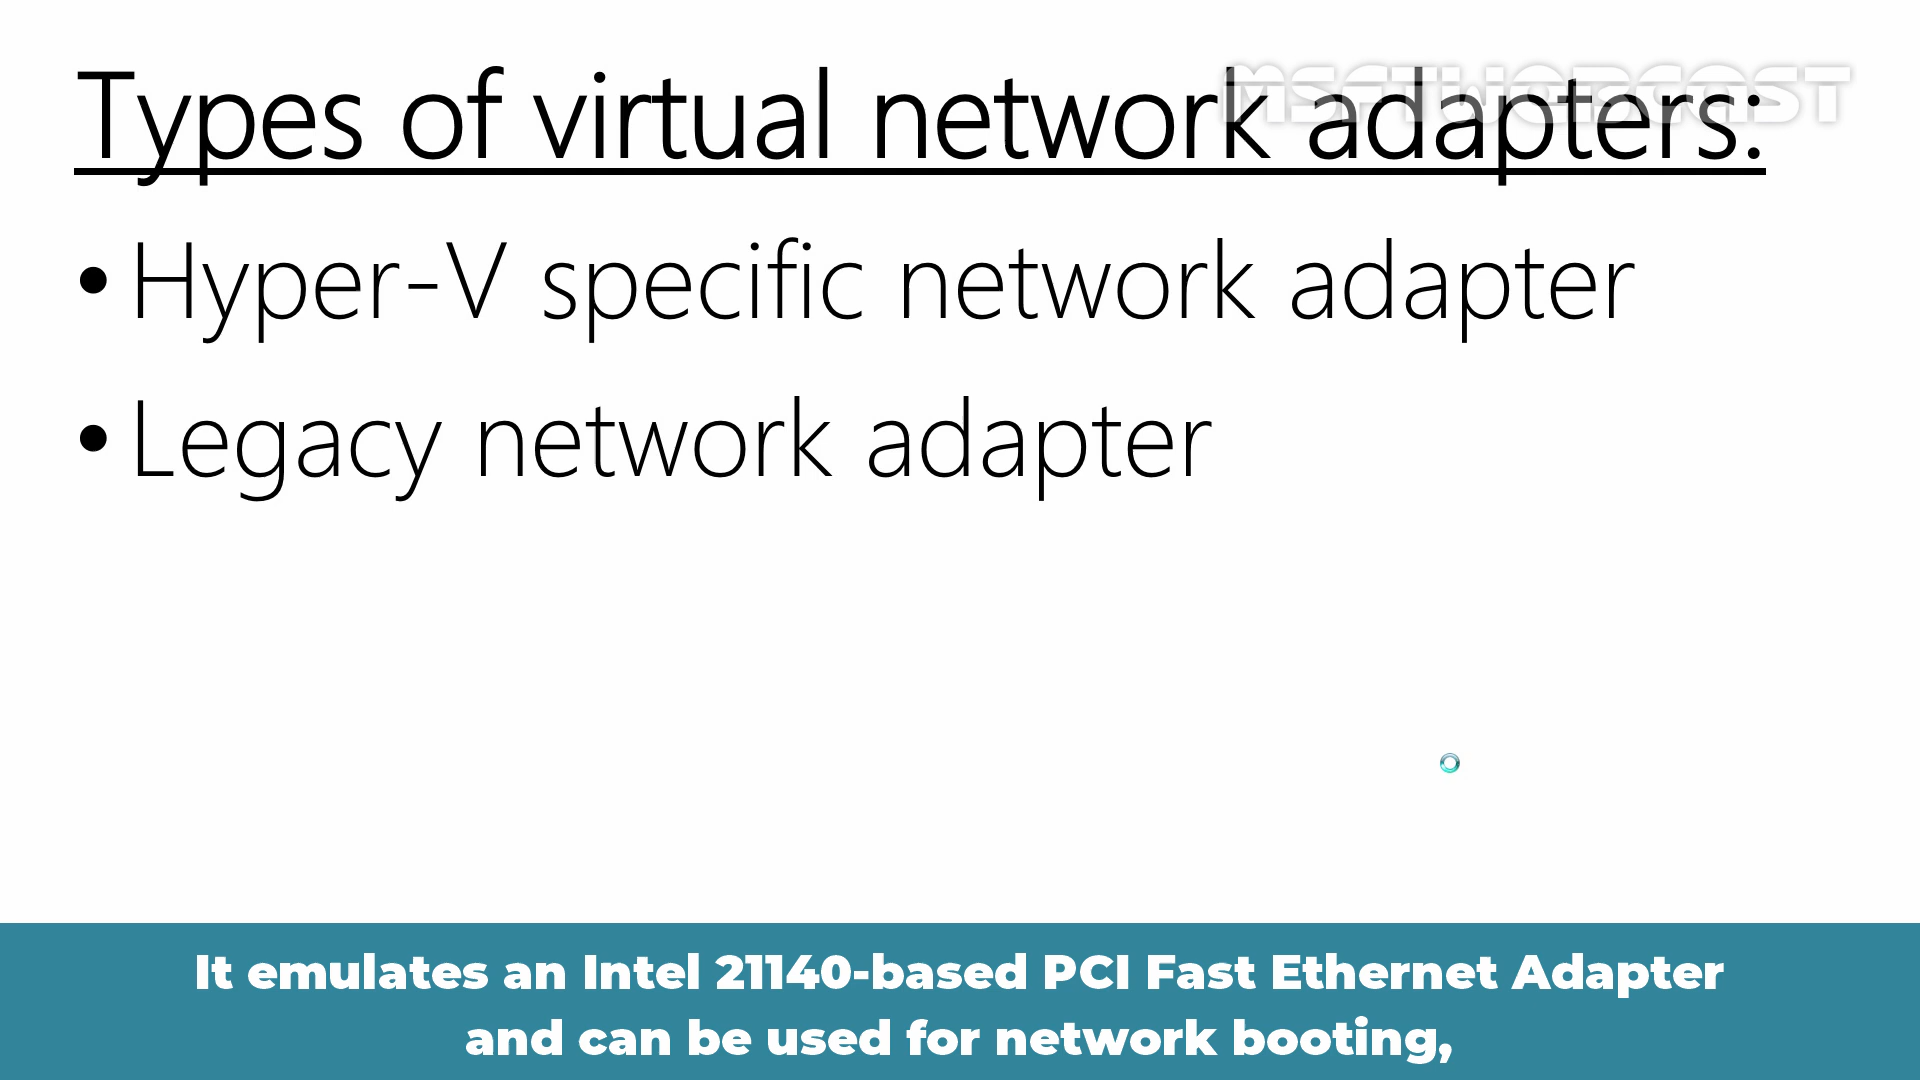 Types of virtual network adapters:
MSFTWEBCAST
• Hyper-V specific network adapter
• Legacy network adapter
It emulates an Intel 21140-based PCI Fast Ethernet Adapter
and can be used for network booting,